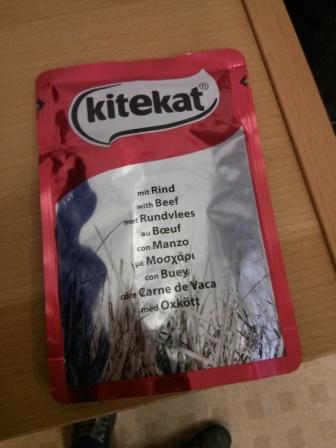 kitekat®
mit Rind
with Beef
met Rundvlees
au Bœuf
con Manzo
με Μοσχάρι
con Buey
com Carne de Vaca
med Oxkött